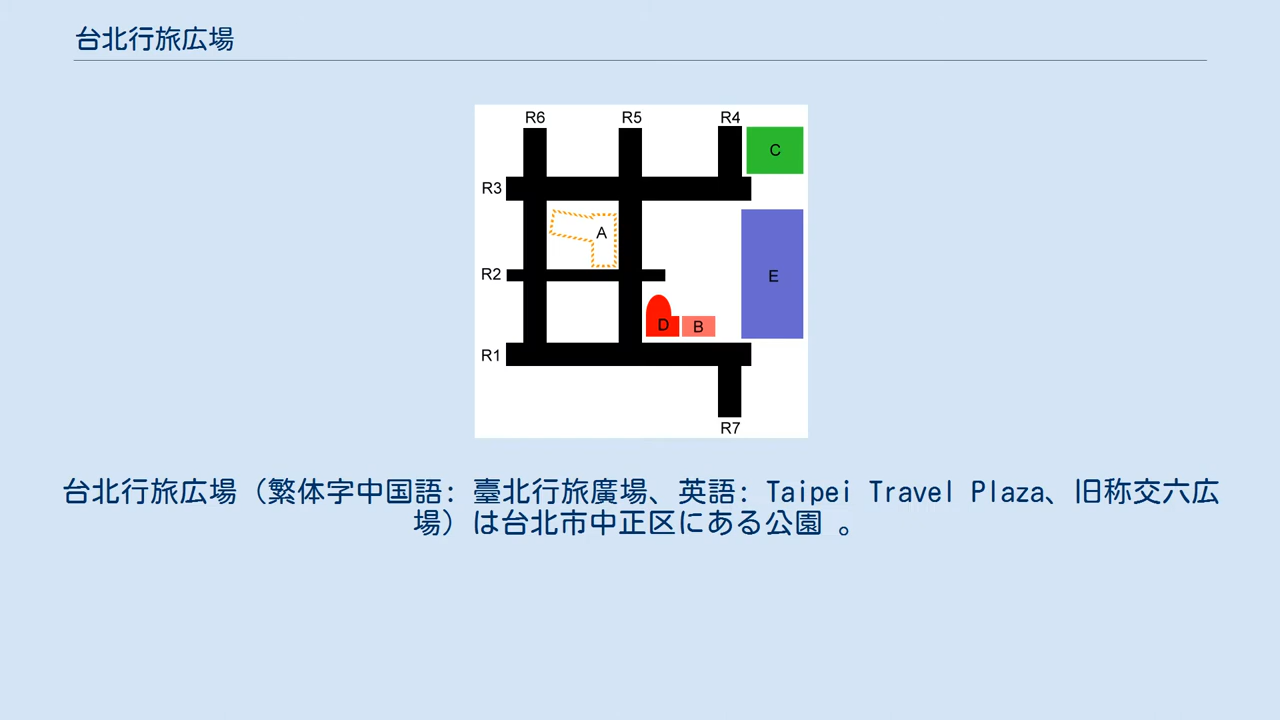 台北行旅広場
R6 R5 R4
C
R3
A
R2
E
D B
R1
R7
台北行旅広場（繁体字中国語: 臺北行旅廣場、英語: Taipei Travel Plaza、旧称交六広
場）は台北市中正区にある公園 。